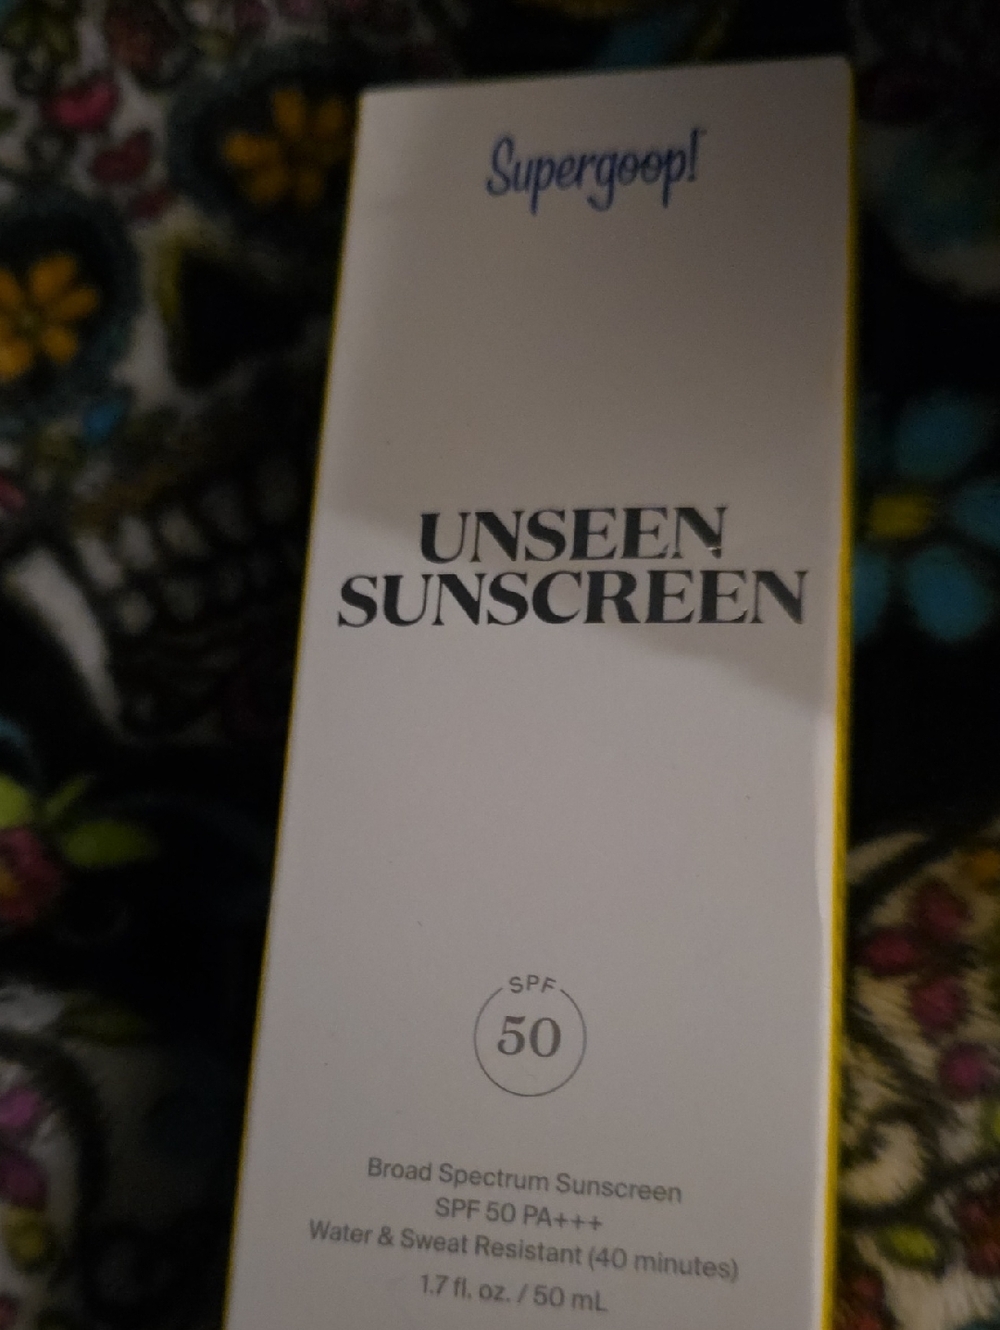 Supergoop!
UNSEEN
SUNSCREEN
SPF
50
Broad Spectrum Sunscreen
SPF 50 PA+++
Water & Sweat Resistant (40 minutes)
1.7 fl. oz. / 50 mL